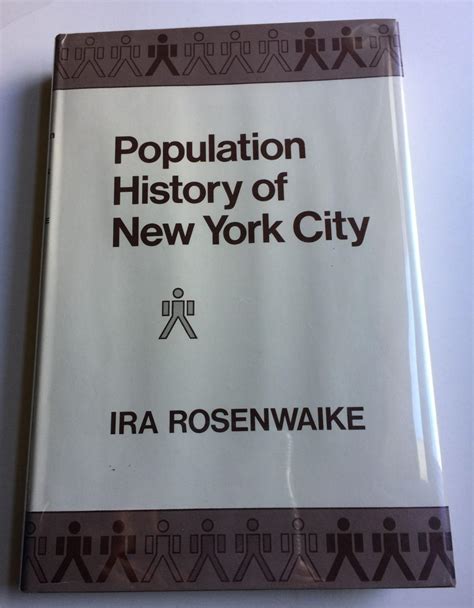 Population
History of
New York City
IRA ROSENWAIKE